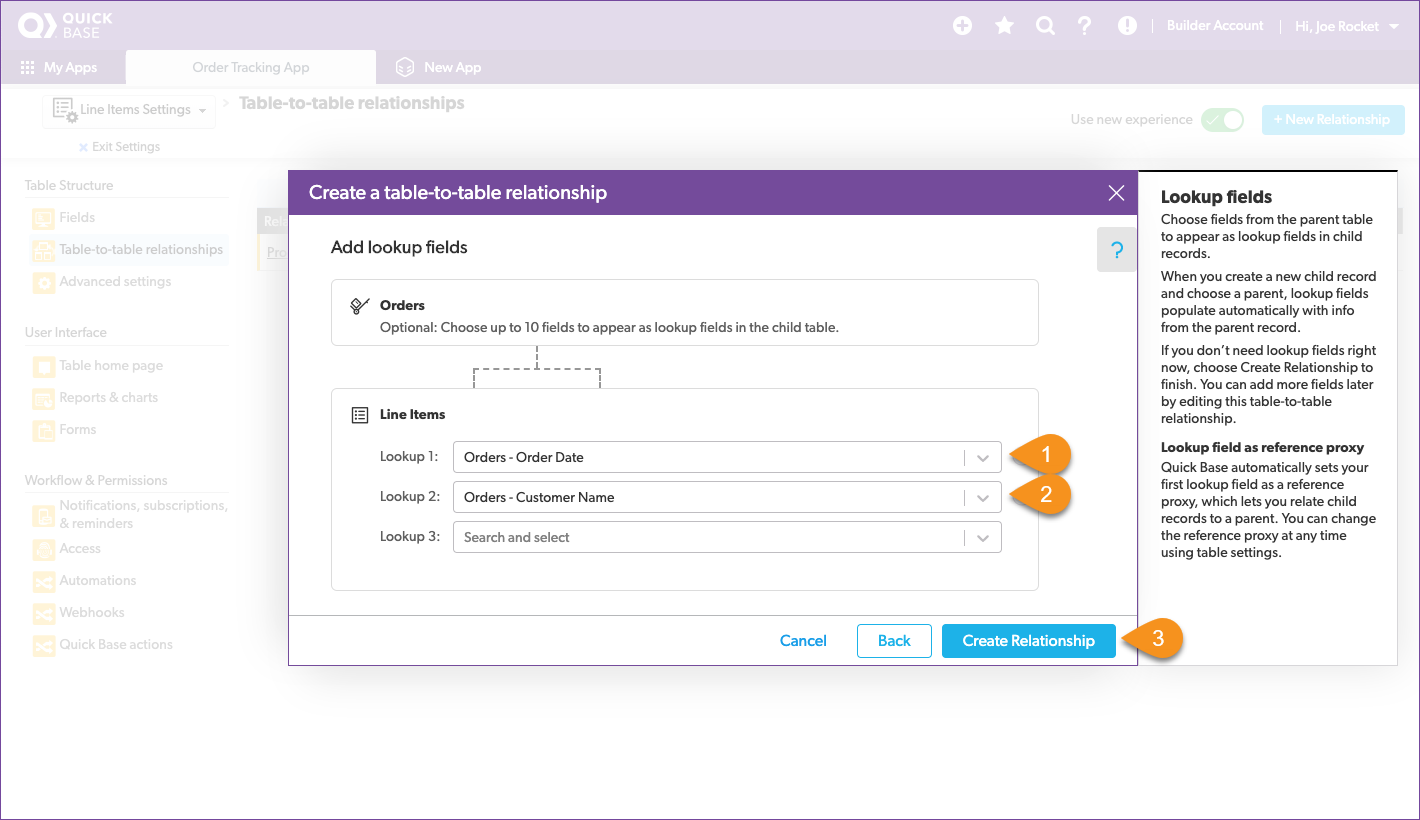 QUICK
BASE
Builder Account
Hi, Joe Rocket
My Apps
Order Tracking App
New App
Line Items Settings
> Table-to-table relationships
Exit Settings
Use new experience
+ New Relationship
Table Structure
Fields
Table-to-table relationships
Advanced settings
User Interface
Table home page
Reports & charts
Forms
Workflow & Permissions
Notifications, subscriptions,
& reminders
Access
Automations
Webhooks
Quick Base actions
Create a table-to-table relationship
Add lookup fields
?
Orders
Optional: Choose up to 10 fields to appear as lookup fields in the child table.
Line Items
Lookup 1:
Orders - Order Date
1
Lookup 2:
Orders - Customer Name
2
Lookup 3:
Search and select
Cancel
Back
Create Relationship
3
Lookup fields
Choose fields from the parent table
to appear as lookup fields in child
records.
When you create a new child record
and choose a parent, lookup fields
populate automatically with info
from the parent record.
If you don't need lookup fields right
now, choose Create Relationship to
finish. You can add more fields later
by editing this table-to-table
relationship.
Lookup field as reference proxy
Quick Base automatically sets your
first lookup field as a reference
proxy, which lets you relate child
records to a parent. You can change
the reference proxy at any time
using table settings.